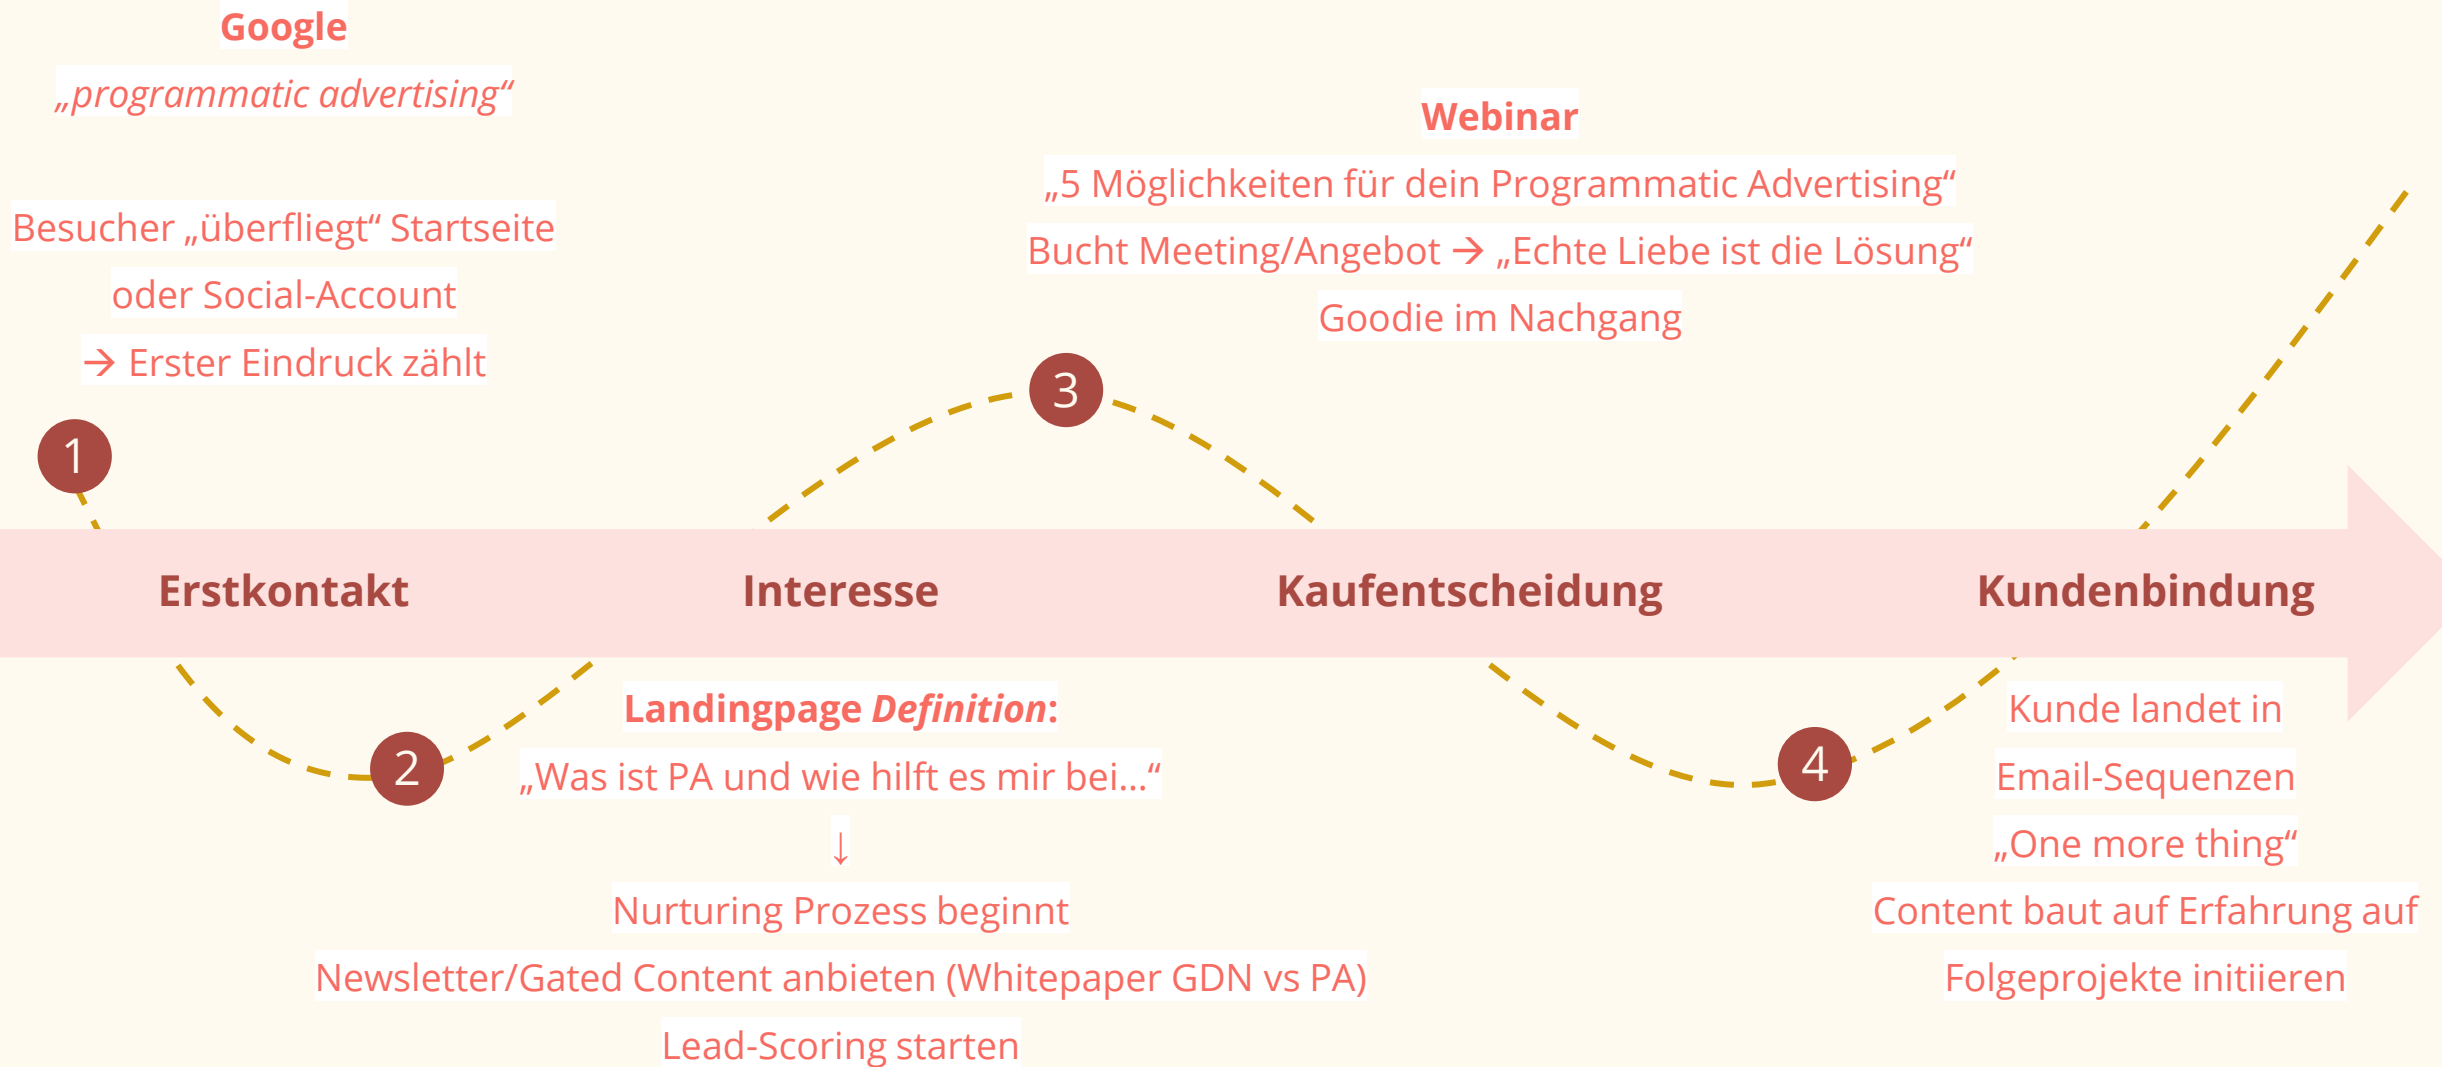 Google
„programmatic advertising“
Besucher „überfliegt“ Startseite
oder Social-Account
→ Erster Eindruck zählt
1
Webinar
„5 Möglichkeiten für dein Programmatic Advertising“
Bucht Meeting/Angebot → „Echte Liebe ist die Lösung“
Goodie im Nachgang
3
Erstkontakt
Interesse
Kaufentscheidung
Kundenbindung
2
Landingpage Definition:
„Was ist PA und wie hilft es mir bei...“
↓
Nurturing Prozess beginnt
Newsletter/Gated Content anbieten (Whitepaper GDN vs PA)
Lead-Scoring starten
4
Kunde landet in
Email-Sequenzen
„One more thing“
Content baut auf Erfahrung auf
Folgeprojekte initiieren